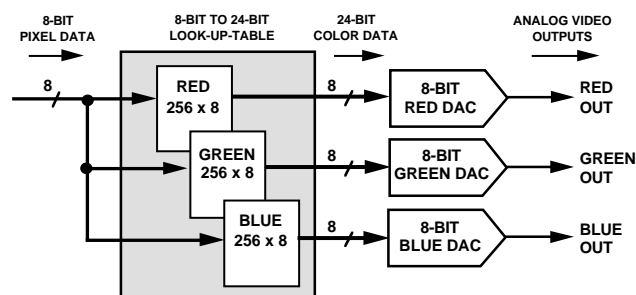 8-BIT
PIXEL DATA
8-BIT TO 24-BIT
LOOK-UP-TABLE
24-BIT
COLOR DATA
ANALOG VIDEO
OUTPUTS
8
RED
256 x 8
8
8-BIT
RED DAC
RED
OUT
GREEN
256 x 8
8
8-BIT
GREEN DAC
GREEN
OUT
BLUE
256 x 8
8
8-BIT
BLUE DAC
BLUE
OUT